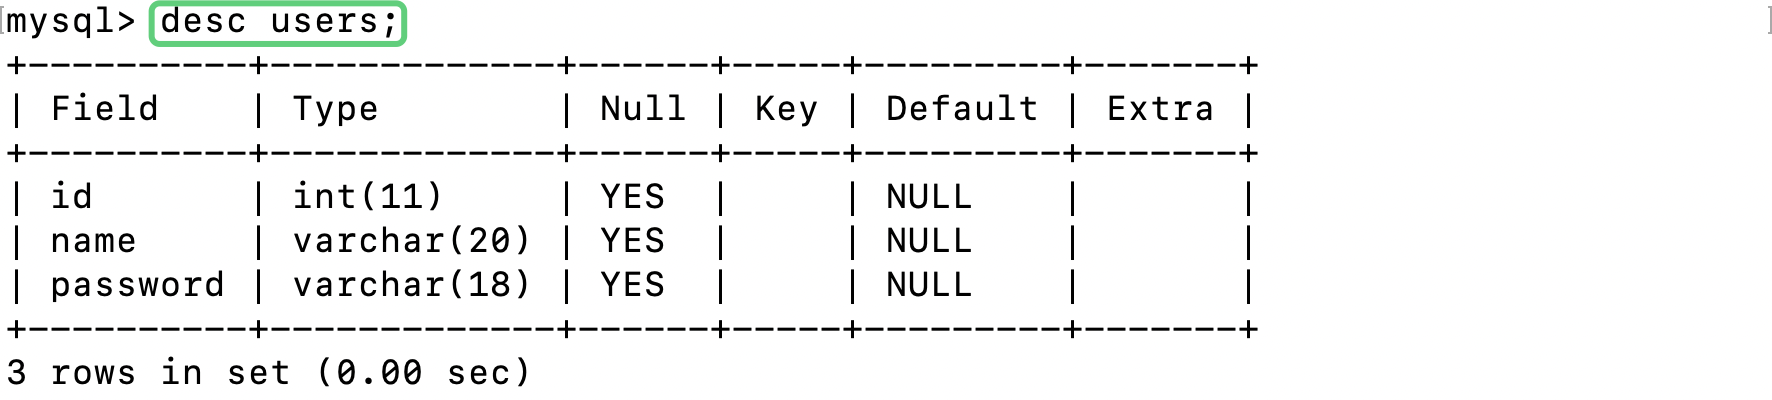 mysql> desc users;
+----------+-------------+------+-----+---------+-------+
| Field    | Type        | Null | Key | Default | Extra |
+----------+-------------+------+-----+---------+-------+
| id       | int(11)     | YES  |     | NULL    |       |
| name     | varchar(20) | YES  |     | NULL    |       |
| password | varchar(18) | YES  |     | NULL    |       |
+----------+-------------+------+-----+---------+-------+
3 rows in set (0.00 sec)